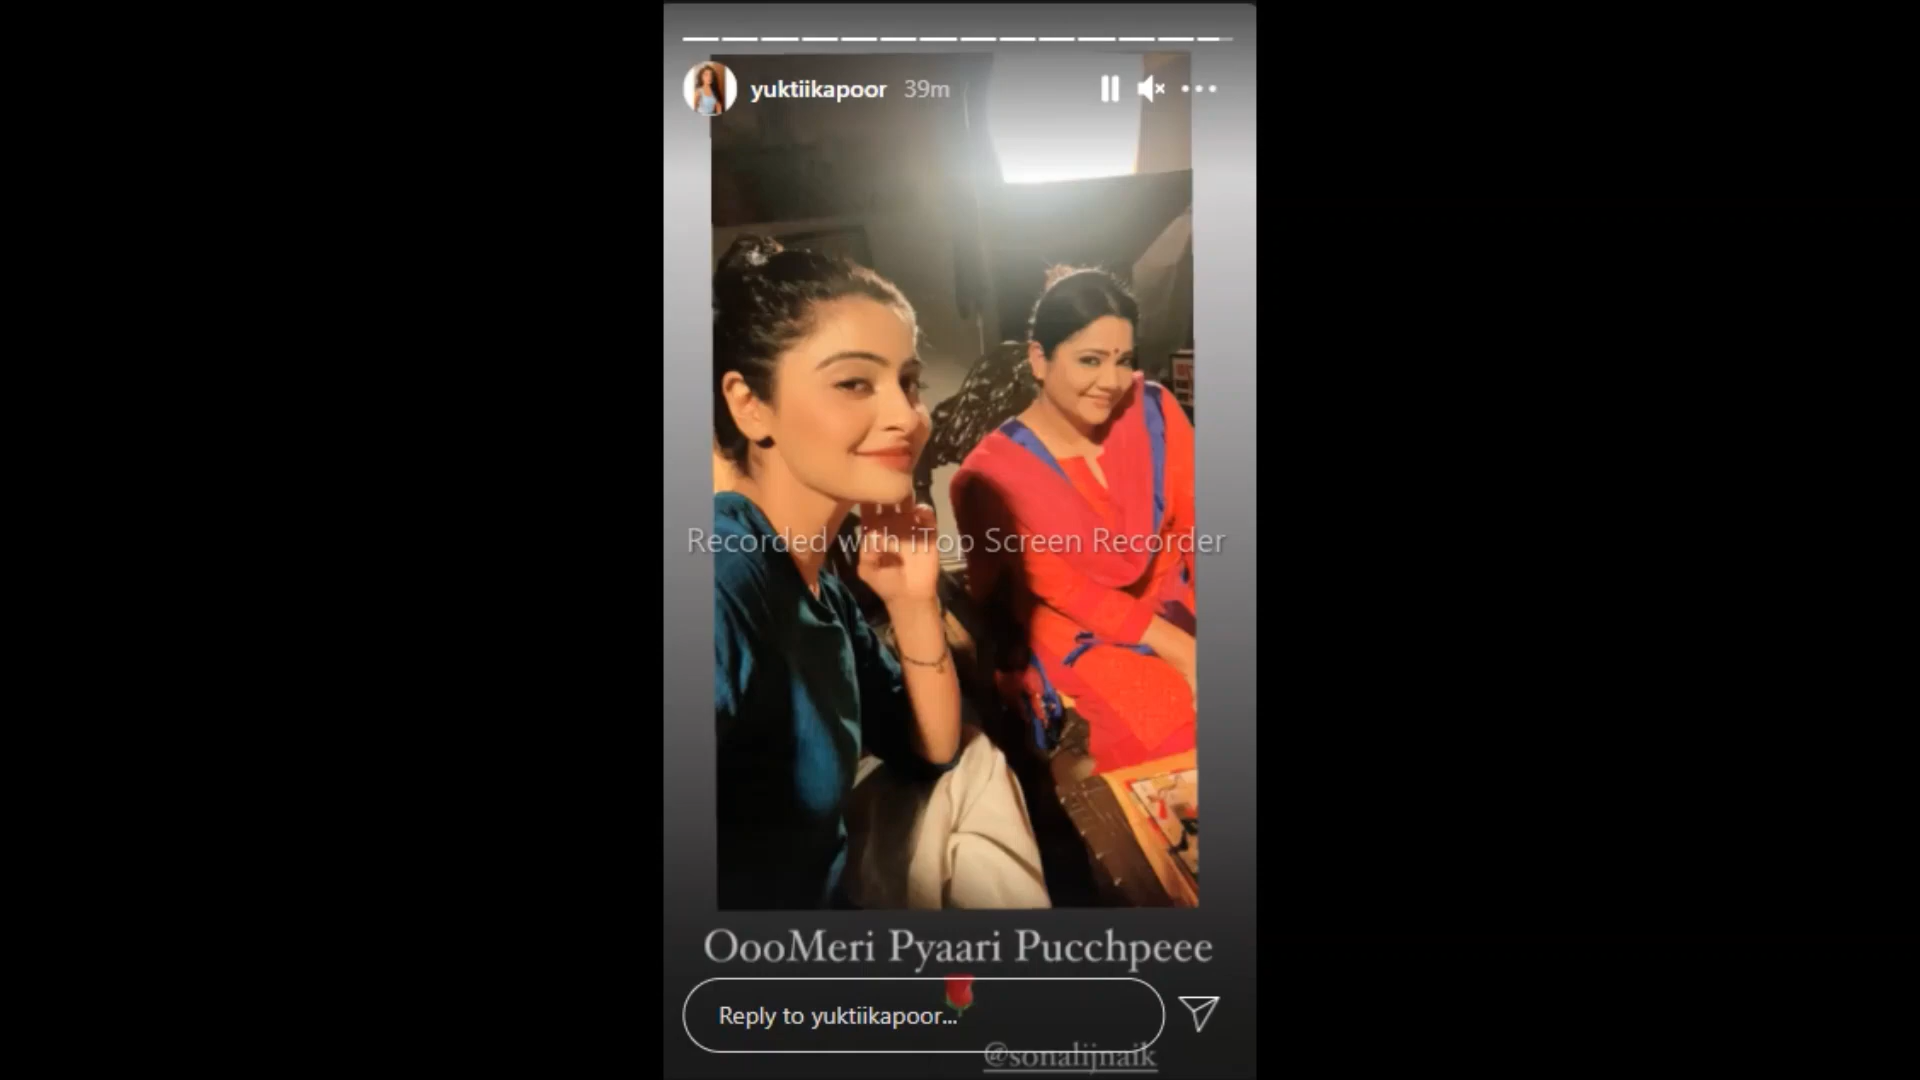 yuktiikapoor 39m
Recorded with iTop Screen Recorder
OooMeri Pyaari Pucchpeee
Reply to yuktiikapoor...
@sonalijnaik